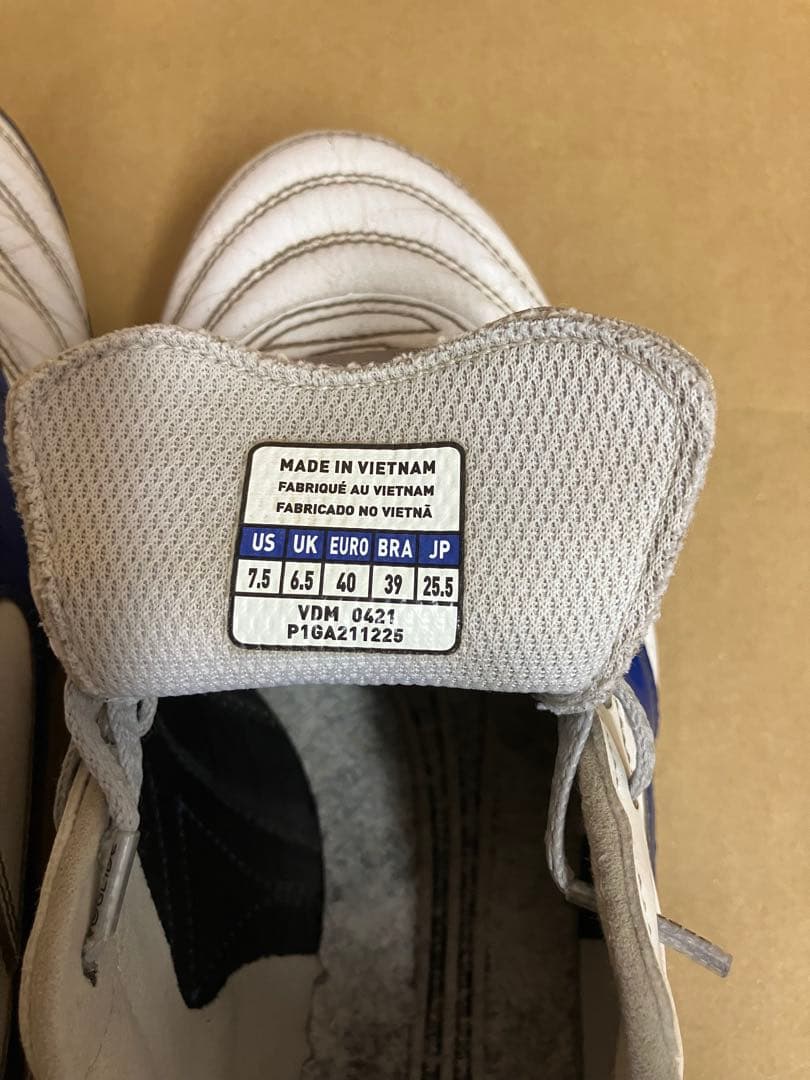 MADE IN VIETNAM
FABRIQUÉ AU VIETNAM
FABRICADO NO VIETNÃ
US UK EURO BRA JP
7.5 6.5 40 39 25.5
VDM 0421
P1GA211225